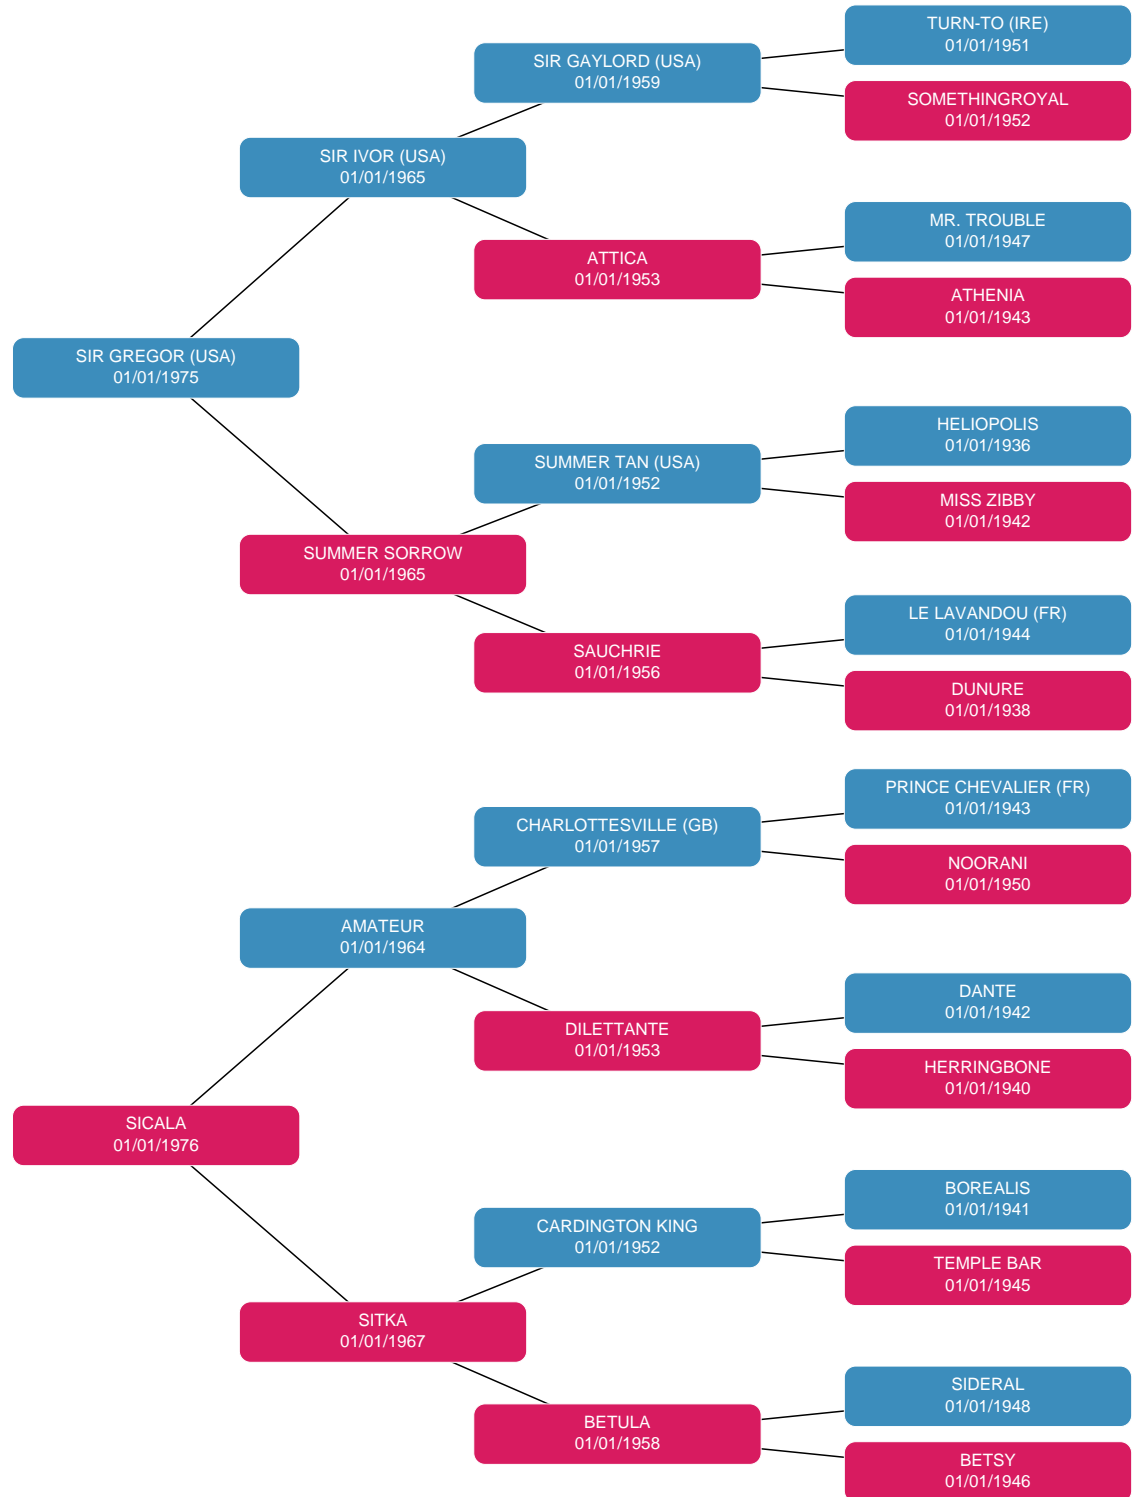 TURN-TO (IRE)
01/01/1951
SIR GAYLORD (USA)
01/01/1959
SOMETHINGROYAL
01/01/1952
SIR IVOR (USA)
01/01/1965
MR. TROUBLE
01/01/1947
ATTICA
01/01/1953
ATHENIA
01/01/1943
SIR GREGOR (USA)
01/01/1975
HELIOPOLIS
01/01/1936
SUMMER TAN (USA)
01/01/1952
MISS ZIBBY
01/01/1942
SUMMER SORROW
01/01/1965
LE LAVANDOU (FR)
01/01/1944
SAUCHRIE
01/01/1956
DUNURE
01/01/1938
PRINCE CHEVALIER (FR)
01/01/1943
CHARLOTTESVILLE (GB)
01/01/1957
NOORANI
01/01/1950
AMATEUR
01/01/1964
DANTE
01/01/1942
DILETTANTE
01/01/1953
HERRINGBONE
01/01/1940
SICALA
01/01/1976
BOREALIS
01/01/1941
CARDINGTON KING
01/01/1952
TEMPLE BAR
01/01/1945
SITKA
01/01/1967
SIDERAL
01/01/1948
BETULA
01/01/1958
BETSY
01/01/1946